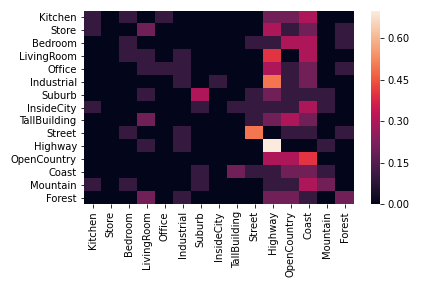 Kitchen
Store
Bedroom
LivingRoom
Office
Industrial
Suburb
InsideCity
TallBuilding
Street
Highway
OpenCountry
Coast
Mountain
Forest
Kitchen
Store
Bedroom
LivingRoom
Office
Industrial
Suburb
InsideCity
TallBuilding
Street
Highway
OpenCountry
Coast
Mountain
Forest
0.60
0.45
0.30
0.15
0.00